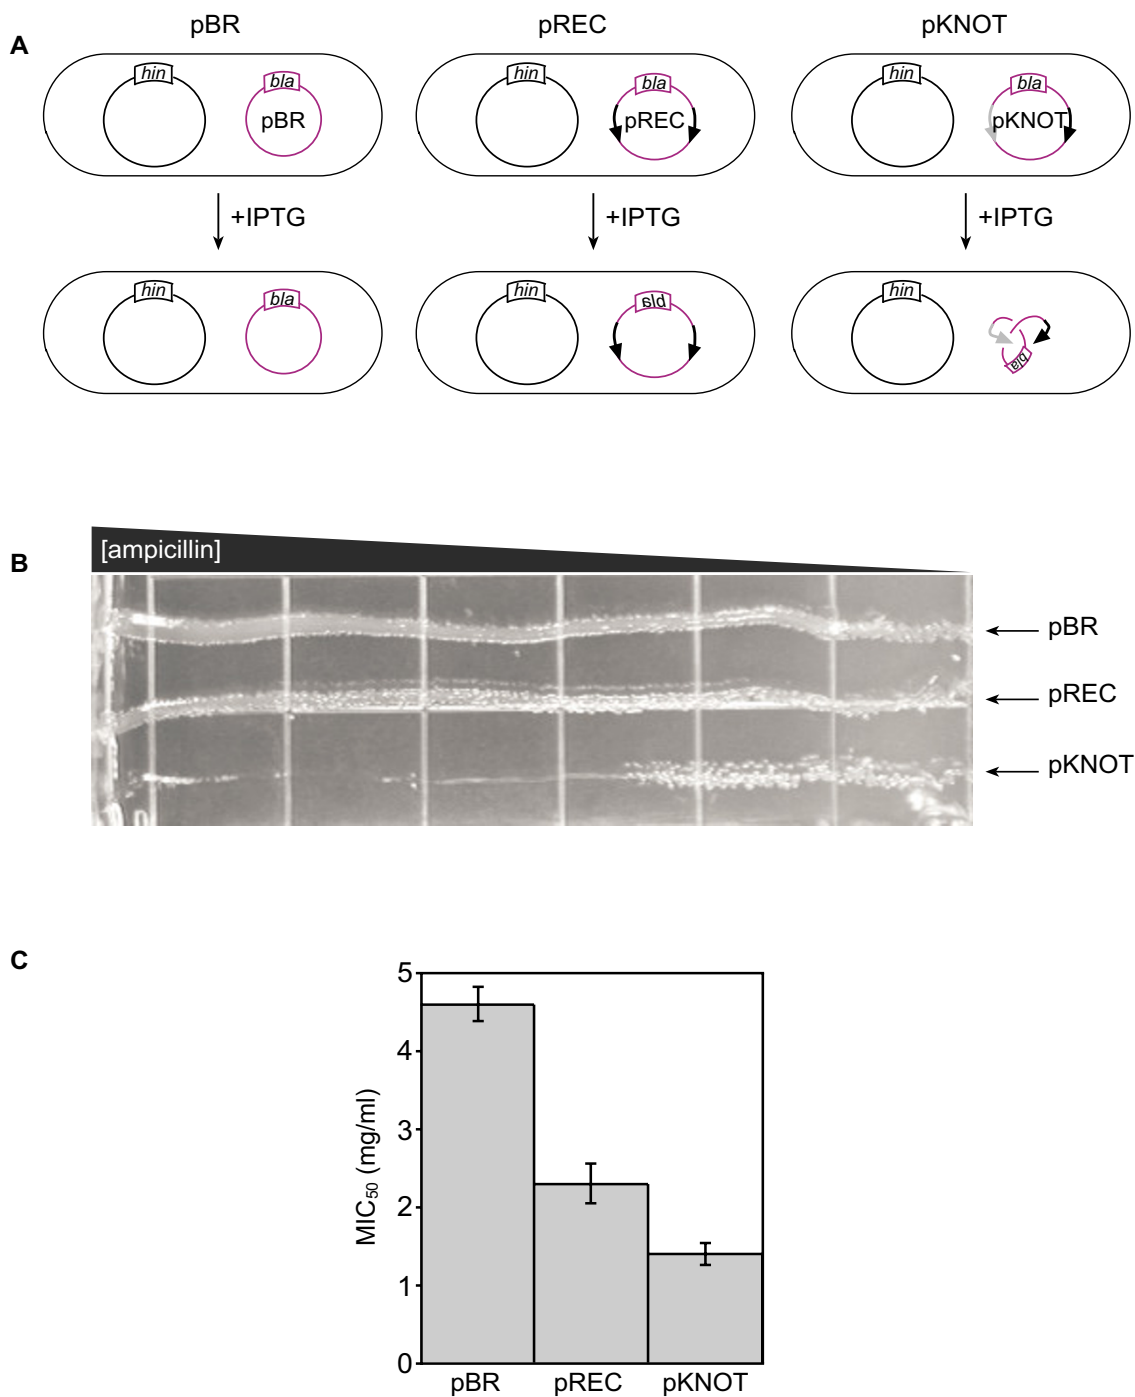 A
pBR
pREC
pKNOT
hin
bla
pBR
hin
bla
pREC
hin
bla
pKNOT
+IPTG
+IPTG
+IPTG
hin
bla
hin
bla
hin
bla
B
[ampicillin]
pBR
pREC
pKNOT
C
MIC50 (mg/ml)
5
4
3
2
1
0
pBR
pREC
pKNOT